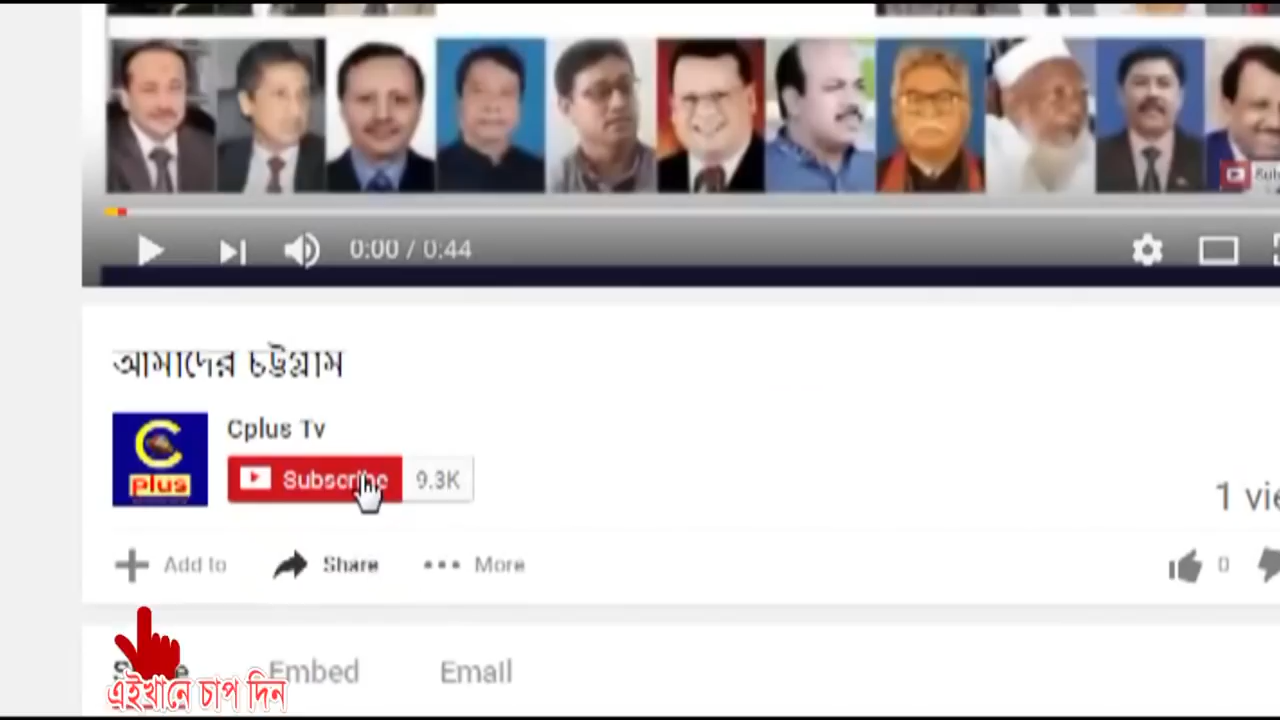 0:00 / 0:44
আমাদের চট্টগ্রাম
C
plus
Cplus Tv
Subscribe 9.3K
1
Add to Share More
0
Embed Email
এইখানে চাপ দিন